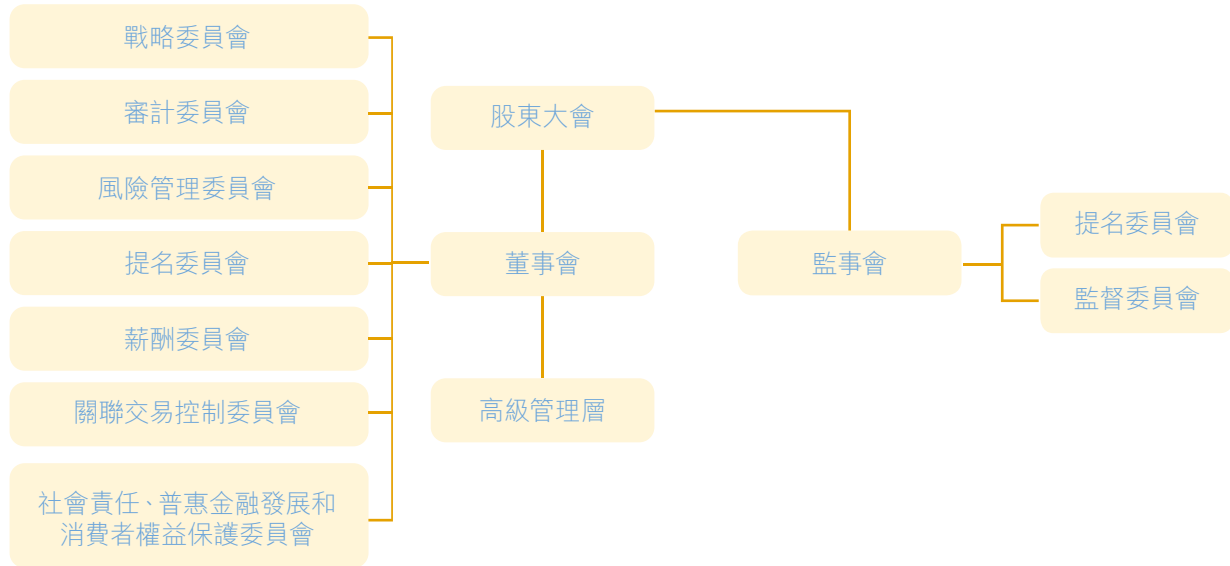 戰略委員會
審計委員會
風險管理委員會
提名委員會
薪酬委員會
關聯交易控制委員會
社會責任、普惠金融發展和
消費者權益保護委員會
股東大會
董事會
高級管理層
監事會
提名委員會
監督委員會